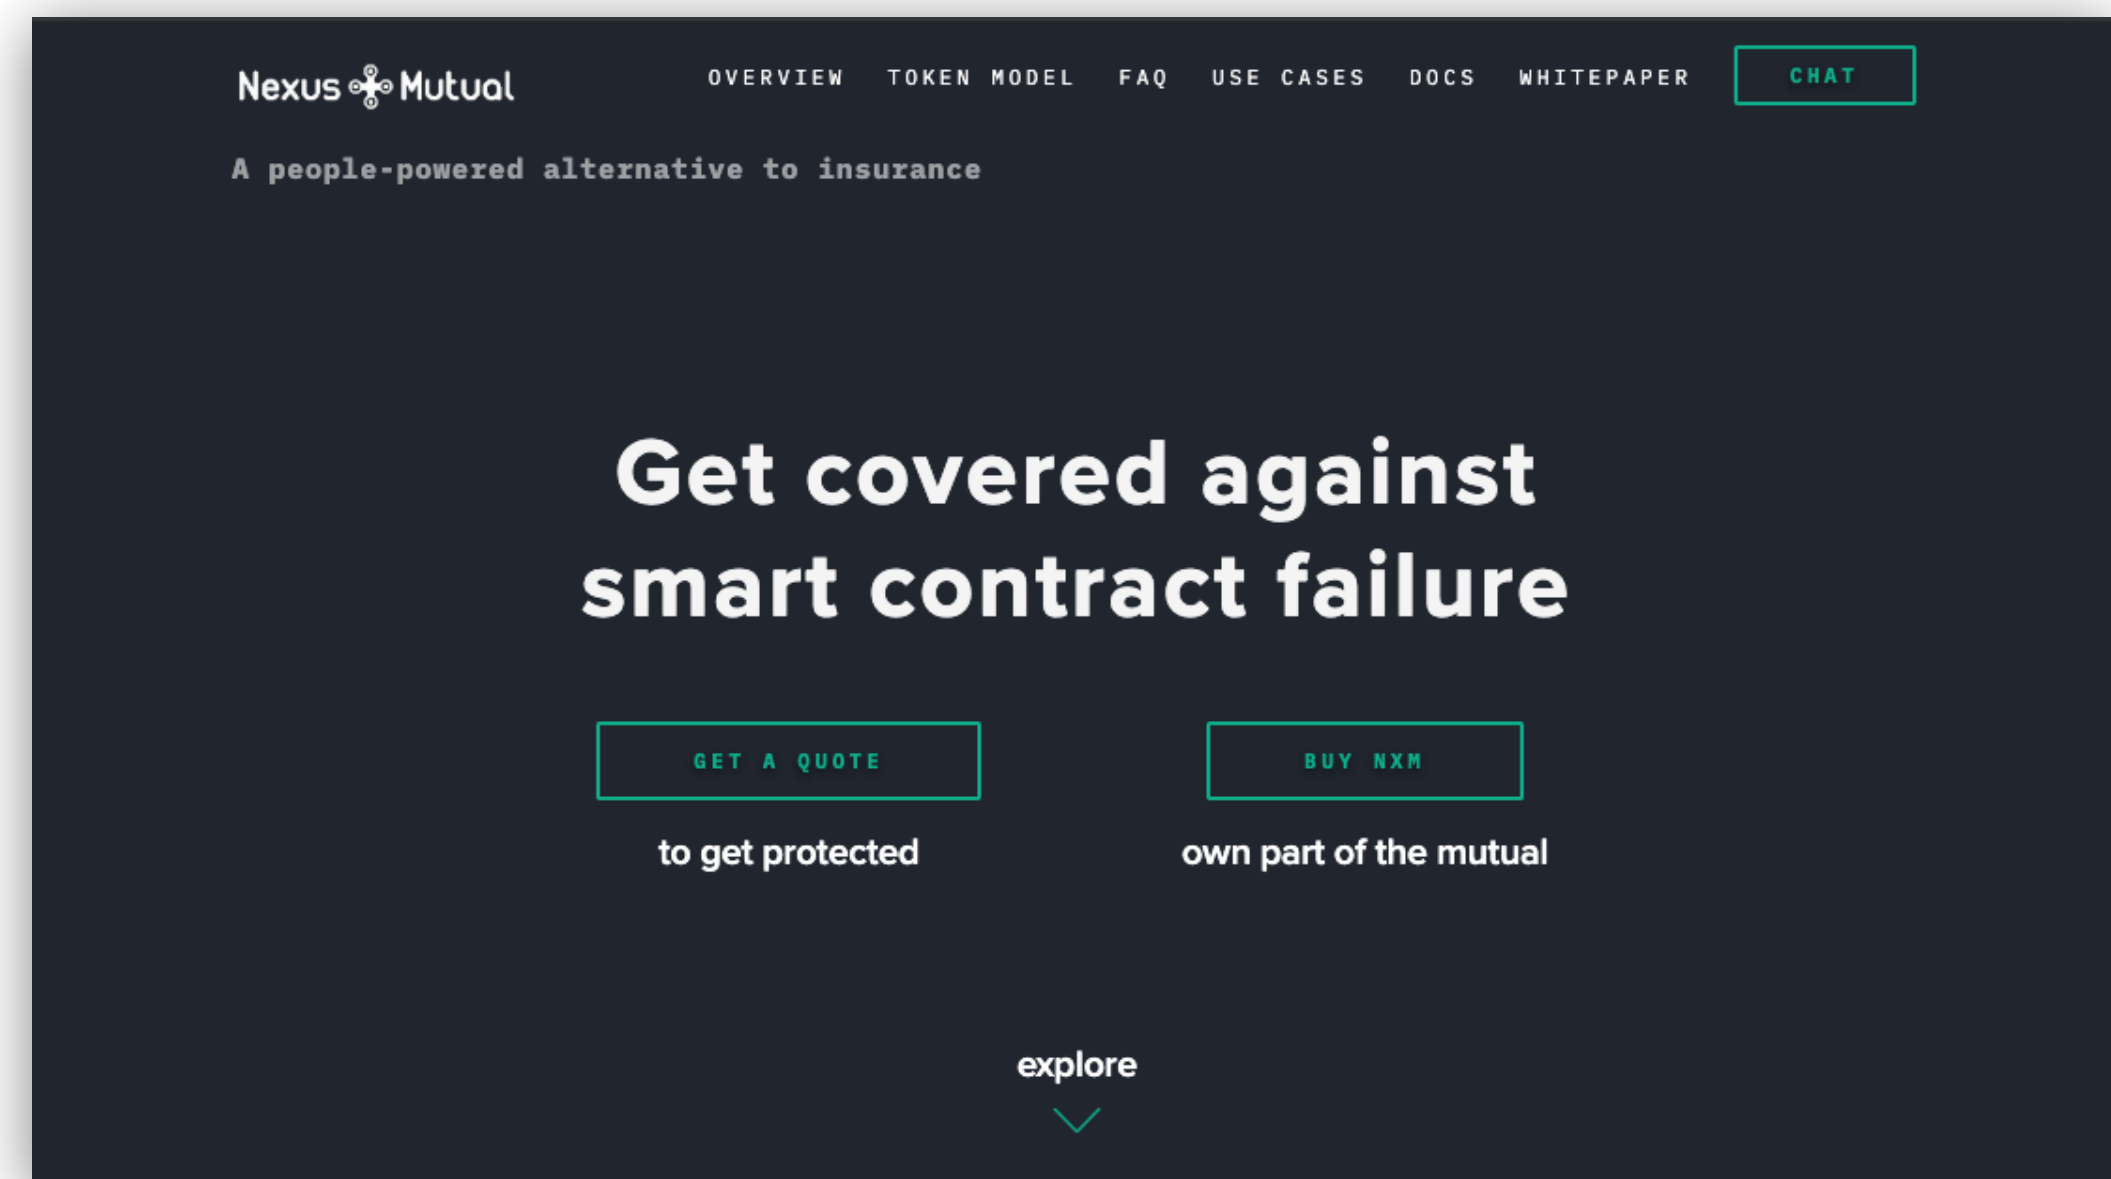 Nexus Mutual
OVERVIEW TOKEN MODEL FAQ USE CASES DOCS WHITEPAPER CHAT
A people-powered alternative to insurance
Get covered against
smart contract failure
GET A QUOTE BUY NXM
to get protected own part of the mutual
explore